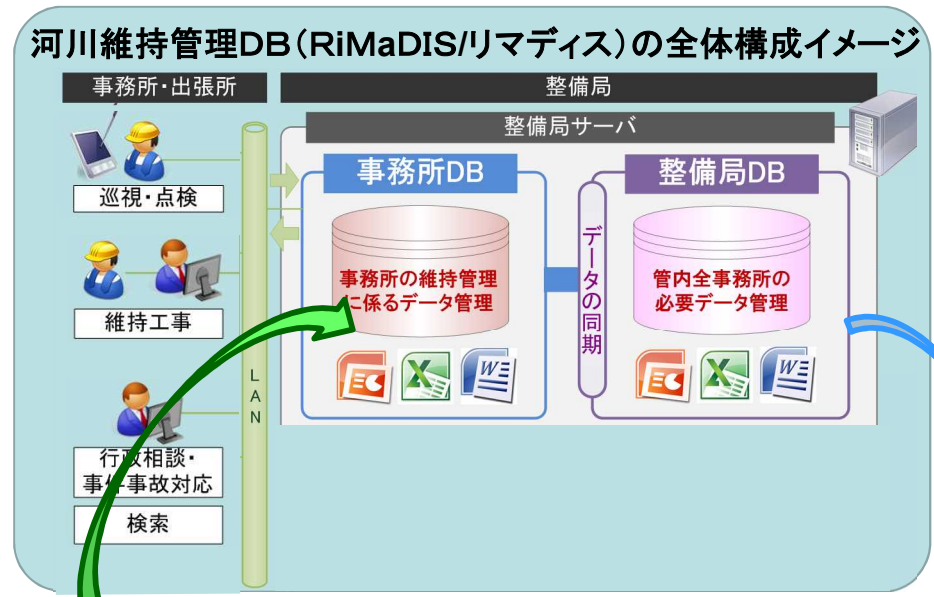 河川維持管理DB(RiMaDIS/リマディス)の全体構成イメージ
事務所・出張所
整備局
整備局サーバ
巡視・点検
維持工事
行政相談・
事件事故対応
検索
LAN
事務所DB
事務所の維持管理
に係るデータ管理
データの同期
整備局DB
管内全事務所の
必要データ管理